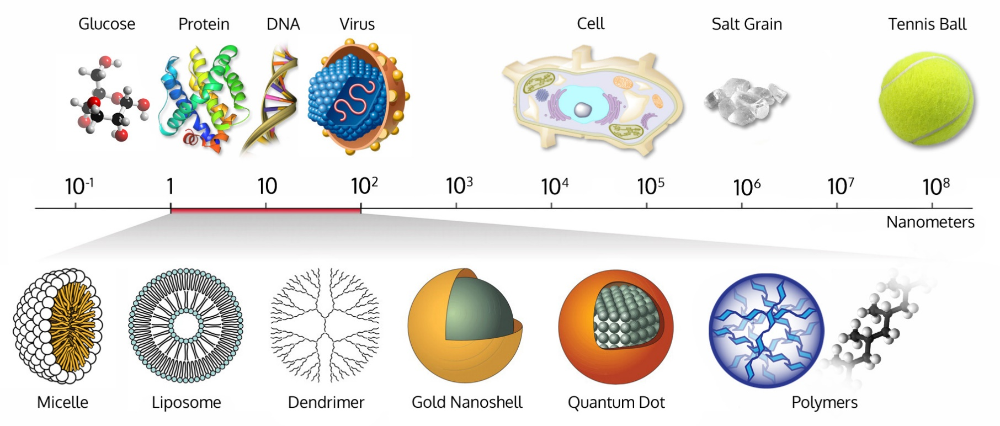 Glucose Protein DNA Virus Cell Salt Grain Tennis Ball
10⁻¹ 1 10 10² 10³ 10⁴ 10⁵ 10⁶ 10⁷ 10⁸
Nanometers
Micelle Liposome Dendrimer Gold Nanoshell Quantum Dot Polymers